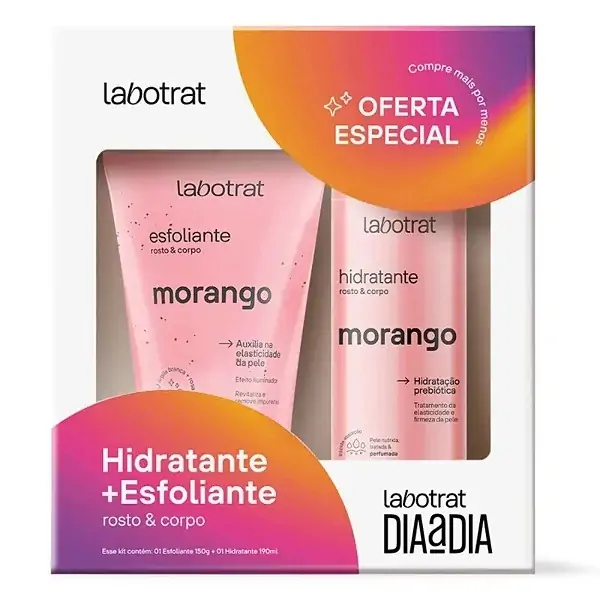 labotrat
Compre mais por menos
OFERTA
ESPECIAL
labotrat
esfoliante
rosto & corpo
morango
Auxilia na
elasticidade
da pele
Efeito iluminado
Revitaliza e
remove impurezas
labotrat
hidratante
rosto & corpo
morango
Hidratação
prebiótica
Tratamento da
elasticidade e
firmeza da pele
Pele nutrida,
tratada &
perfumada
Hidratante
+Esfoliante
rosto & corpo
Esse kit contém: 01 Esfoliante 150g + 01 Hidratante 190ml
labotrat
DIAaDIA